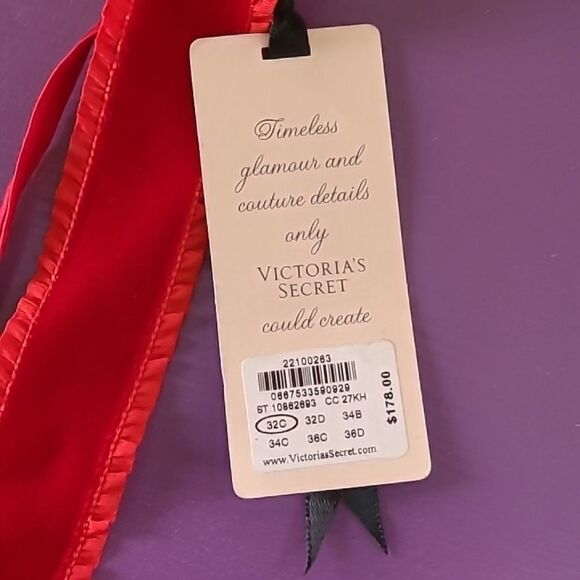 Timeless
glamour and
couture details
only
VICTORIA'S
SECRET
could create
22100263
0667533590929
ST 10862693 CC 27KH
32C 32D 34B
34C 36C 36D
www.VictoriasSecret.com
$178.00